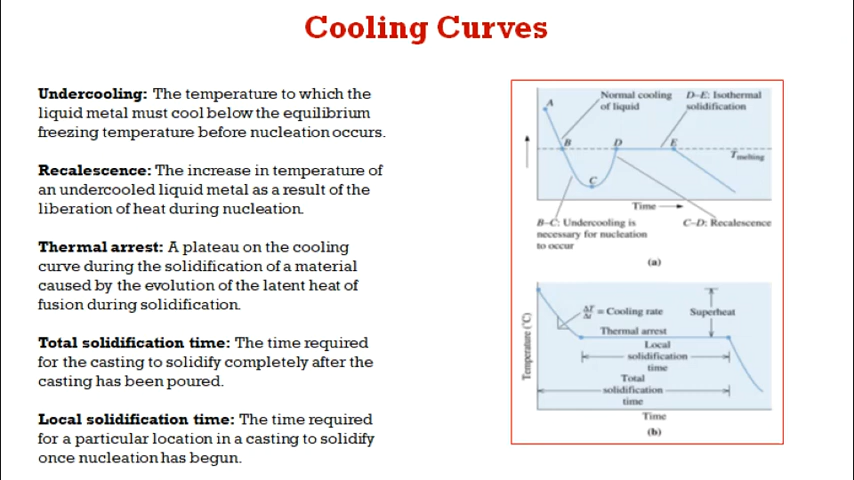 Cooling Curves
Undercooling: The temperature to which the
liquid metal must cool below the equilibrium
freezing temperature before nucleation occurs.
Recalescence: The increase in temperature of
an undercooled liquid metal as a result of the
liberation of heat during nucleation.
Thermal arrest: A plateau on the cooling
curve during the solidification of a material
caused by the evolution of the latent heat of
fusion during solidification.
Total solidification time: The time required
for the casting to solidify completely after the
casting has been poured.
Local solidification time: The time required
for a particular location in a casting to solidify
once nucleation has begun.
Normal cooling
of liquid
D–E: Isothermal
solidification
A
B
D
E
Tmelting
C
Time
B–C: Undercooling is
necessary for nucleation
to occur
C–D: Recalescence
(a)
ΔT/Δt = Cooling rate
Superheat
Thermal arrest
Local
solidification
time
Total
solidification
time
Temperature (°C)
Time
(b)